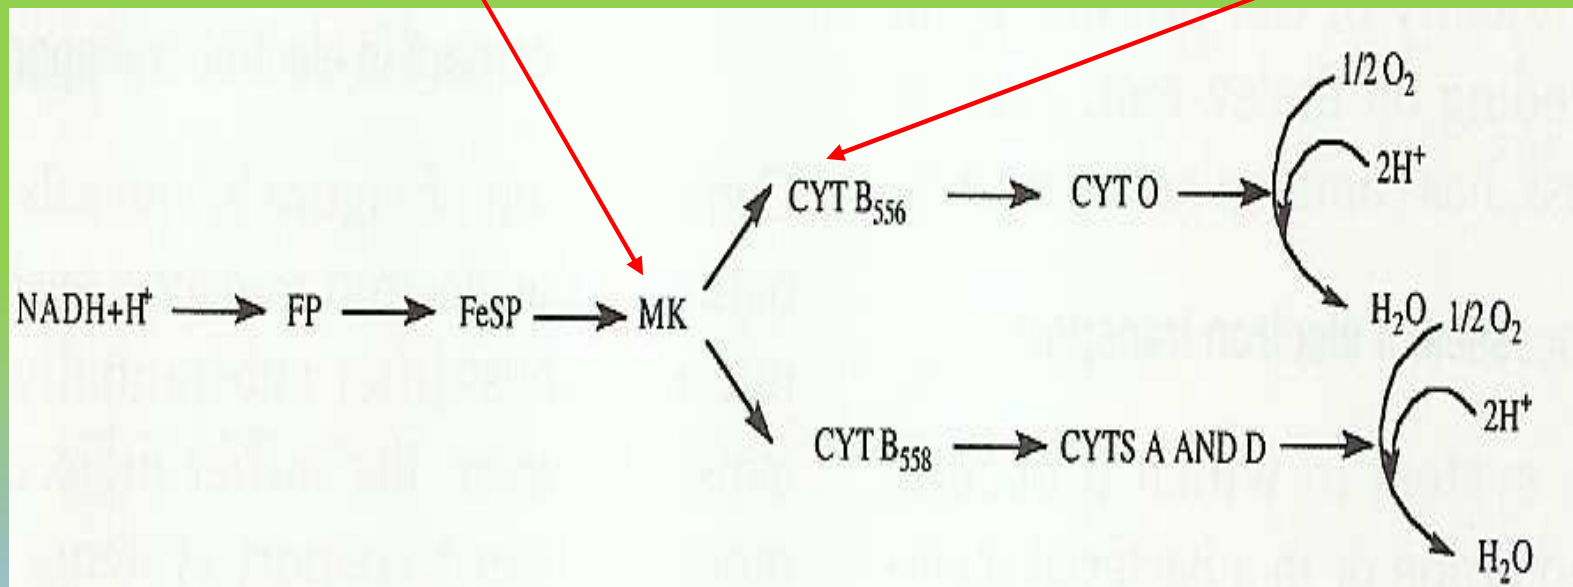 1/2 O₂
2H⁺
CYT B₅₅₆ CYT O
H₂O
NADH+H⁺ FP FeSP MK
1/2 O₂
2H⁺
CYT B₅₅₈ CYTS A AND D
H₂O